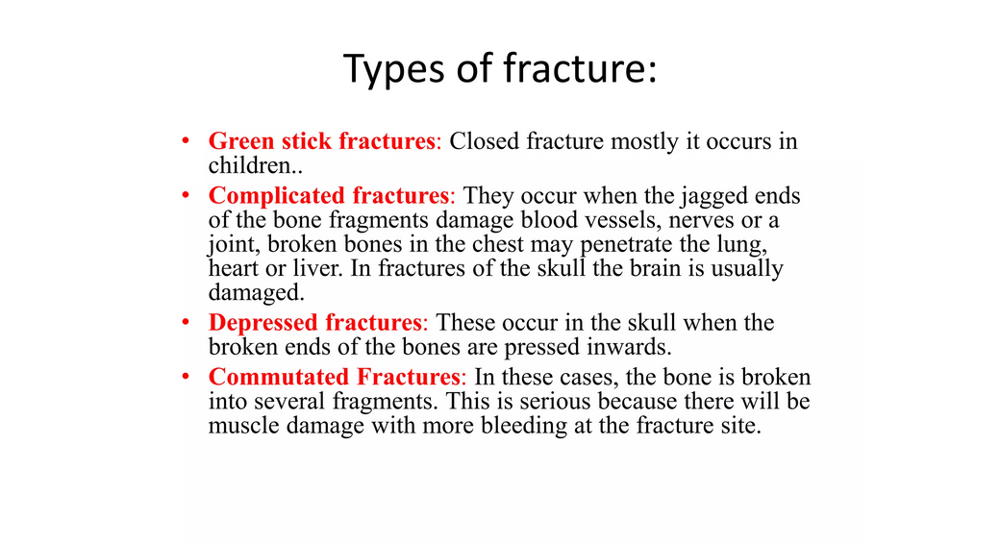 Types of fracture:
• Green stick fractures: Closed fracture mostly it occurs in
children..
• Complicated fractures: They occur when the jagged ends
of the bone fragments damage blood vessels, nerves or a
joint, broken bones in the chest may penetrate the lung,
heart or liver. In fractures of the skull the brain is usually
damaged.
• Depressed fractures: These occur in the skull when the
broken ends of the bones are pressed inwards.
• Commutated Fractures: In these cases, the bone is broken
into several fragments. This is serious because there will be
muscle damage with more bleeding at the fracture site.